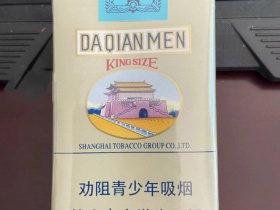 DAQIANMEN
KING SIZE
SHANGHAI TOBACCO GROUP CO.,LTD.
劝阻青少年吸烟